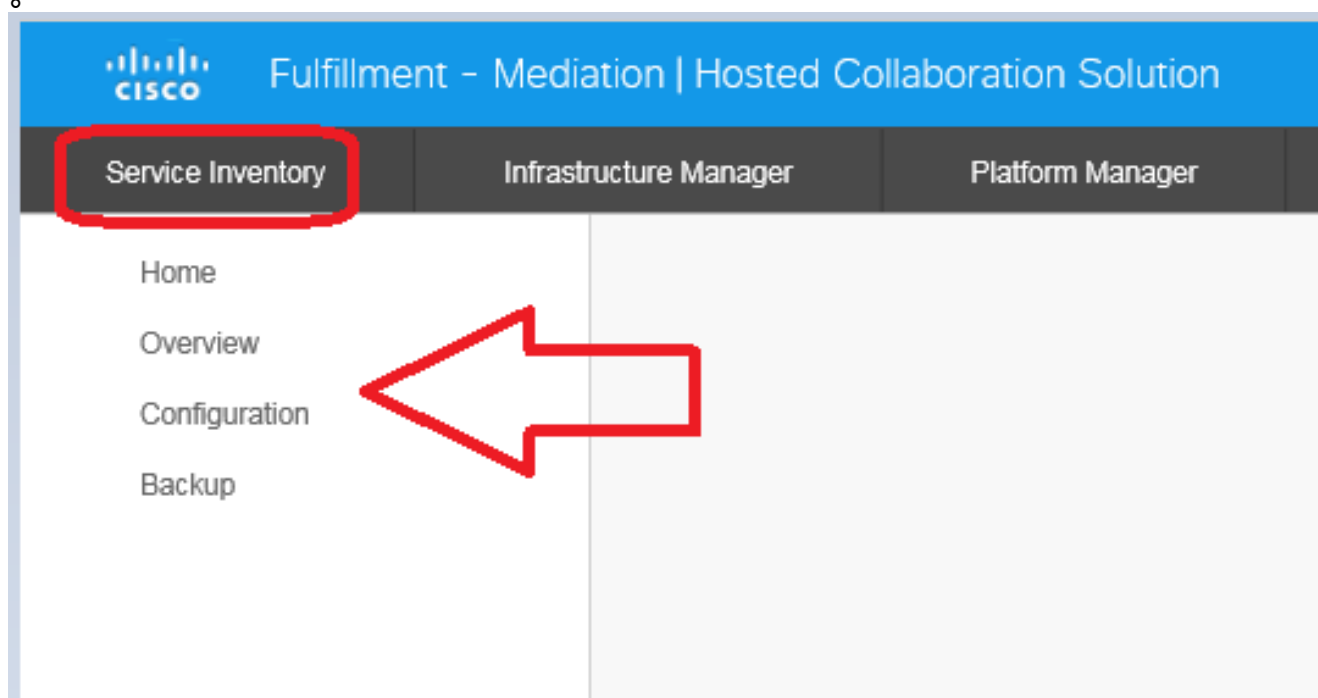 。
CISCO Fulfillment - Mediation | Hosted Collaboration Solution
Service Inventory Infrastructure Manager Platform Manager
Home
Overview
Configuration
Backup